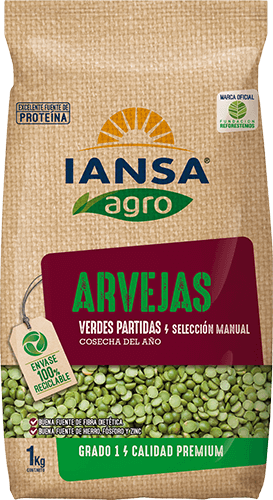 EXCELENTE FUENTE DE
PROTEÍNA
MARCA OFICIAL
FUNDACIÓN
REFORESTEMOS
IANSA®
agro
ARVEJAS
VERDES PARTIDAS SELECCIÓN MANUAL
COSECHA DEL AÑO
ENVASE
100%
RECICLABLE
BUENA FUENTE DE FIBRA DIETÉTICA
BUENA FUENTE DE HIERRO, FÓSFORO Y ZINC
1Kg
CONTENIDO
GRADO 1 CALIDAD PREMIUM